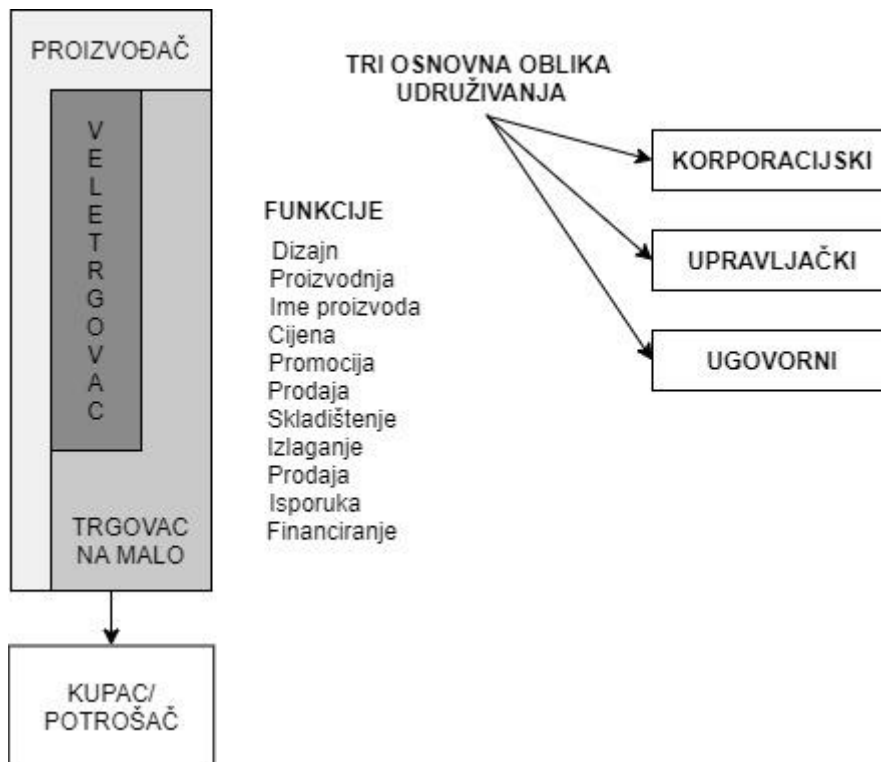 PROIZVOĐAČ
VELETRGOVAC
TRGOVAC
NA MALO
KUPAC/
POTROŠAČ
FUNKCIJE
Dizajn
Proizvodnja
Ime proizvoda
Cijena
Promocija
Prodaja
Skladištenje
Izlaganje
Prodaja
Isporuka
Financiranje
TRI OSNOVNA OBLIKA
UDRUŽIVANJA
KORPORACIJSKI
UPRAVLJAČKI
UGOVORNI